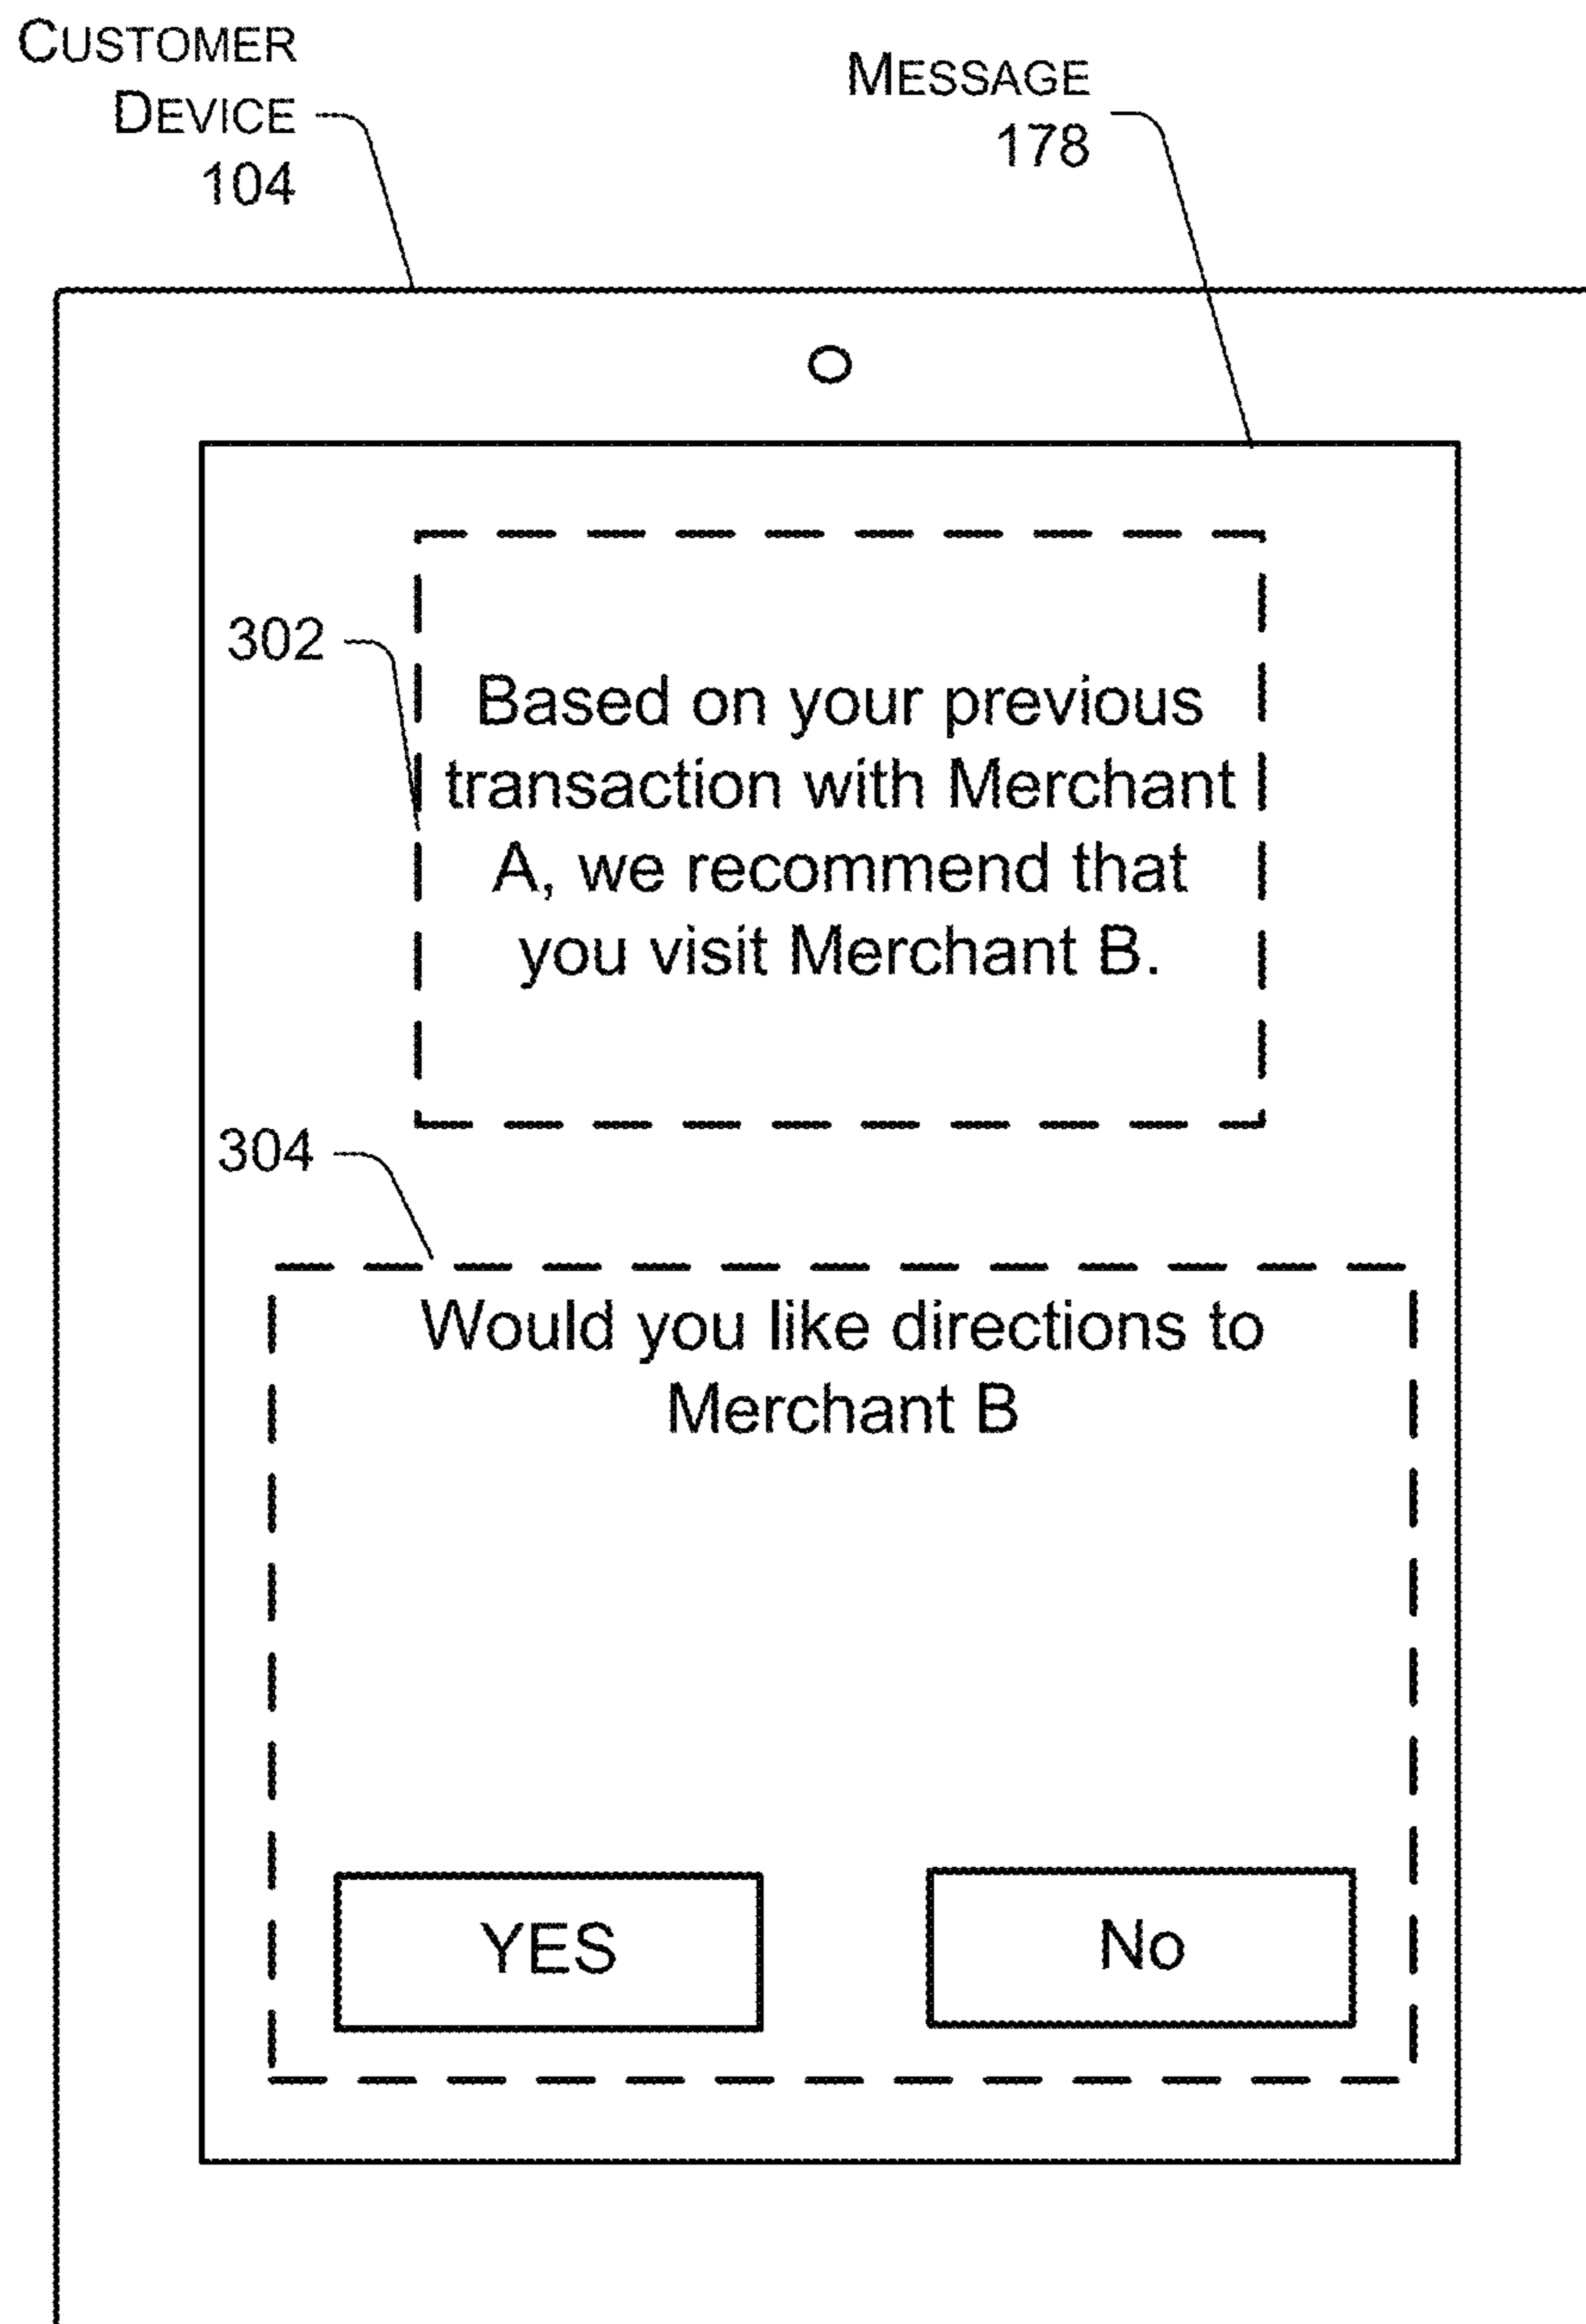 CUSTOMER
DEVICE
104
MESSAGE
178
302
Based on your previous
transaction with Merchant
A, we recommend that
you visit Merchant B.
304
Would you like directions to
Merchant B
YES
No